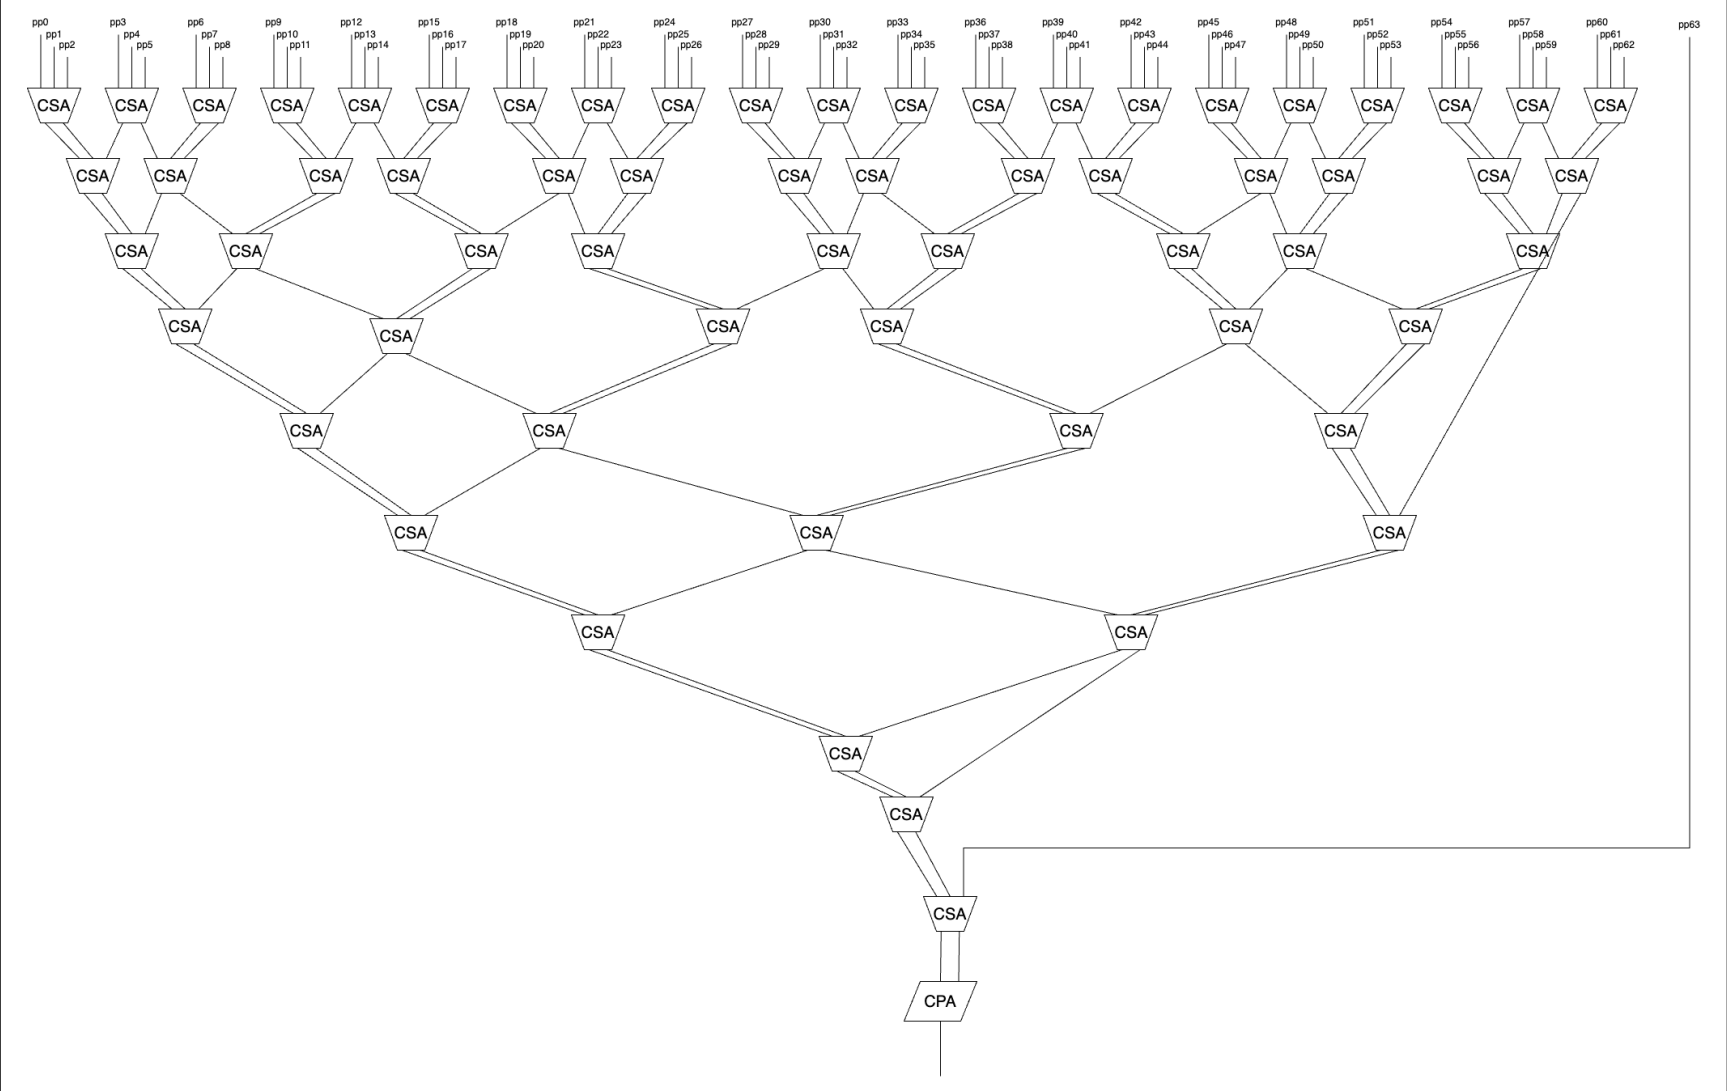 pp0 pp3 pp6 pp9 pp12 pp15 pp18 pp21 pp24 pp27 pp30 pp33 pp36 pp39 pp42 pp45 pp48 pp51 pp54 pp57 pp60 pp63
pp1 pp4 pp7 pp10 pp13 pp16 pp19 pp22 pp25 pp28 pp31 pp34 pp37 pp40 pp43 pp46 pp49 pp52 pp55 pp58 pp61
pp2 pp5 pp8 pp11 pp14 pp17 pp20 pp23 pp26 pp29 pp32 pp35 pp38 pp41 pp44 pp47 pp50 pp53 pp56 pp59 pp62
CSA CSA CSA CSA CSA CSA CSA CSA CSA CSA CSA CSA CSA CSA CSA CSA CSA CSA CSA CSA CSA
CSA CSA CSA CSA CSA CSA CSA CSA CSA CSA CSA CSA CSA CSA
CSA CSA CSA CSA CSA CSA CSA CSA CSA
CSA CSA CSA CSA CSA CSA
CSA CSA CSA CSA
CSA CSA CSA
CSA CSA
CSA
CSA
CSA
CPA